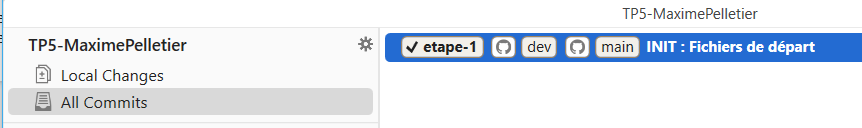 TP5-MaximePelletier
TP5-MaximePelletier
etape-1 dev main INIT : Fichiers de départ
Local Changes
All Commits